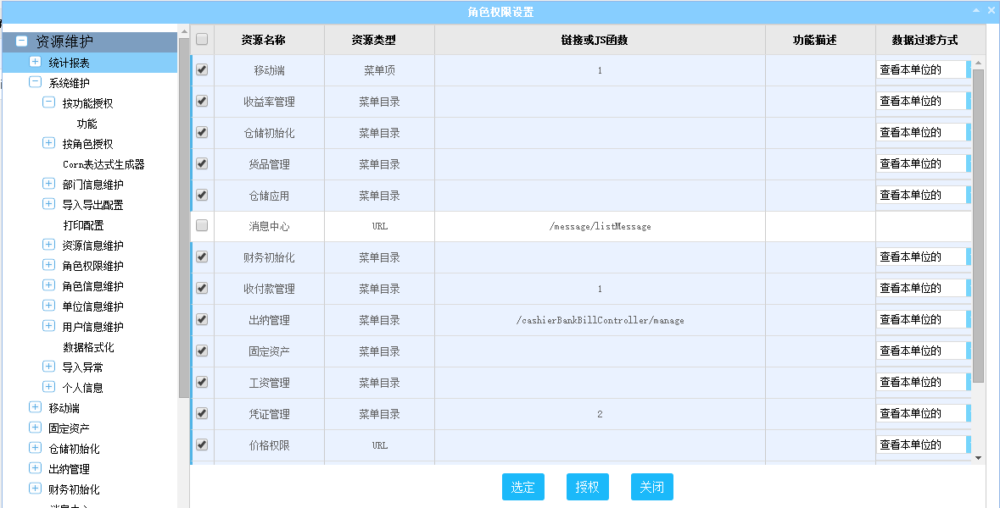 角色权限设置
资源维护
统计报表
系统维护
按功能授权
功能
按角色授权
Corn表达式生成器
部门信息维护
导入导出配置
打印配置
资源信息维护
角色权限维护
角色信息维护
单位信息维护
用户信息维护
数据格式化
导入异常
个人信息
移动端
固定资产
仓储初始化
出纳管理
财务初始化
资源名称 资源类型 链接或JS函数 功能描述 数据过滤方式
移动端 菜单项 1 查看本单位的
收益率管理 菜单目录 查看本单位的
仓储初始化 菜单目录 查看本单位的
货品管理 菜单目录 查看本单位的
仓储应用 菜单目录 查看本单位的
消息中心 URL /message/listMessage
财务初始化 菜单目录 查看本单位的
收付款管理 菜单目录 1 查看本单位的
出纳管理 菜单目录 /cashierBankBillController/manage 查看本单位的
固定资产 菜单目录 查看本单位的
工资管理 菜单目录 查看本单位的
凭证管理 菜单目录 2 查看本单位的
价格权限 URL 查看本单位的
选定 授权 关闭